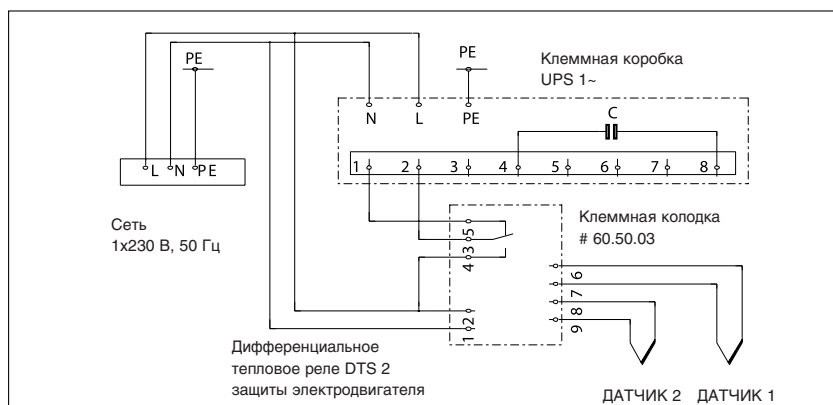 PE
PE
Клеммная коробка
UPS 1~
N L PE
C
L N PE
1 2 3 4 5 6 7 8
Сеть
1x230 В, 50 Гц
Клеммная колодка
# 60.50.03
5
3
4
6
7
8
9
2
1
Дифференциальное
тепловое реле DTS 2
защиты электродвигателя
ДАТЧИК 2 ДАТЧИК 1